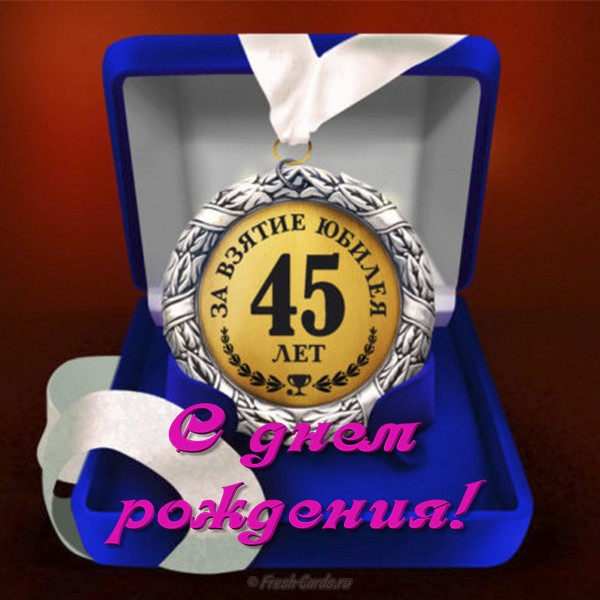 ЗА ВЗЯТИЕ ЮБИЛЕЯ
45
ЛЕТ
С днем
рождения!
© Fresh-Cards.ru